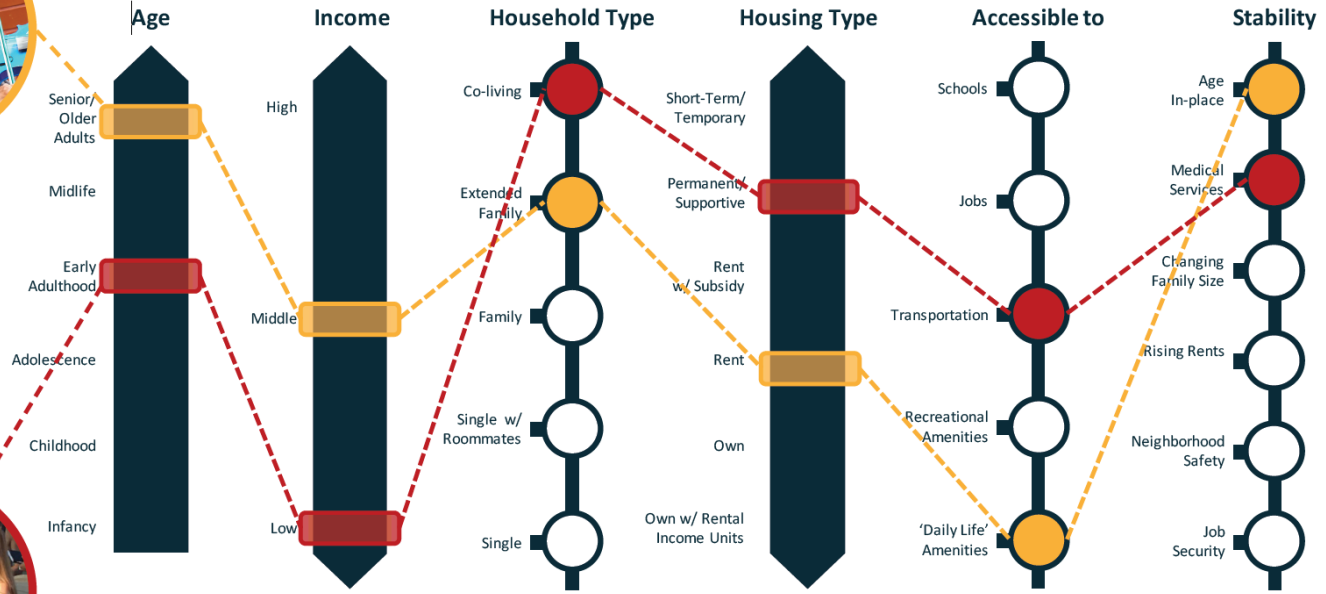 Age
Income
Household Type
Housing Type
Accessible to
Stability
Senior/
Older
Adults
Midlife
Early
Adulthood
Adolescence
Childhood
Infancy
High
Middle
Low
Co-living
Extended
Family
Family
Single w/
Roommates
Single
Short-Term/
Temporary
Permanent/
Supportive
Rent
w/ Subsidy
Rent
Own
Own w/ Rental
Income Units
Schools
Jobs
Transportation
Recreational
Amenities
‘Daily Life’
Amenities
Age
In-place
Medical
Services
Changing
Family Size
Rising Rents
Neighborhood
Safety
Job
Security